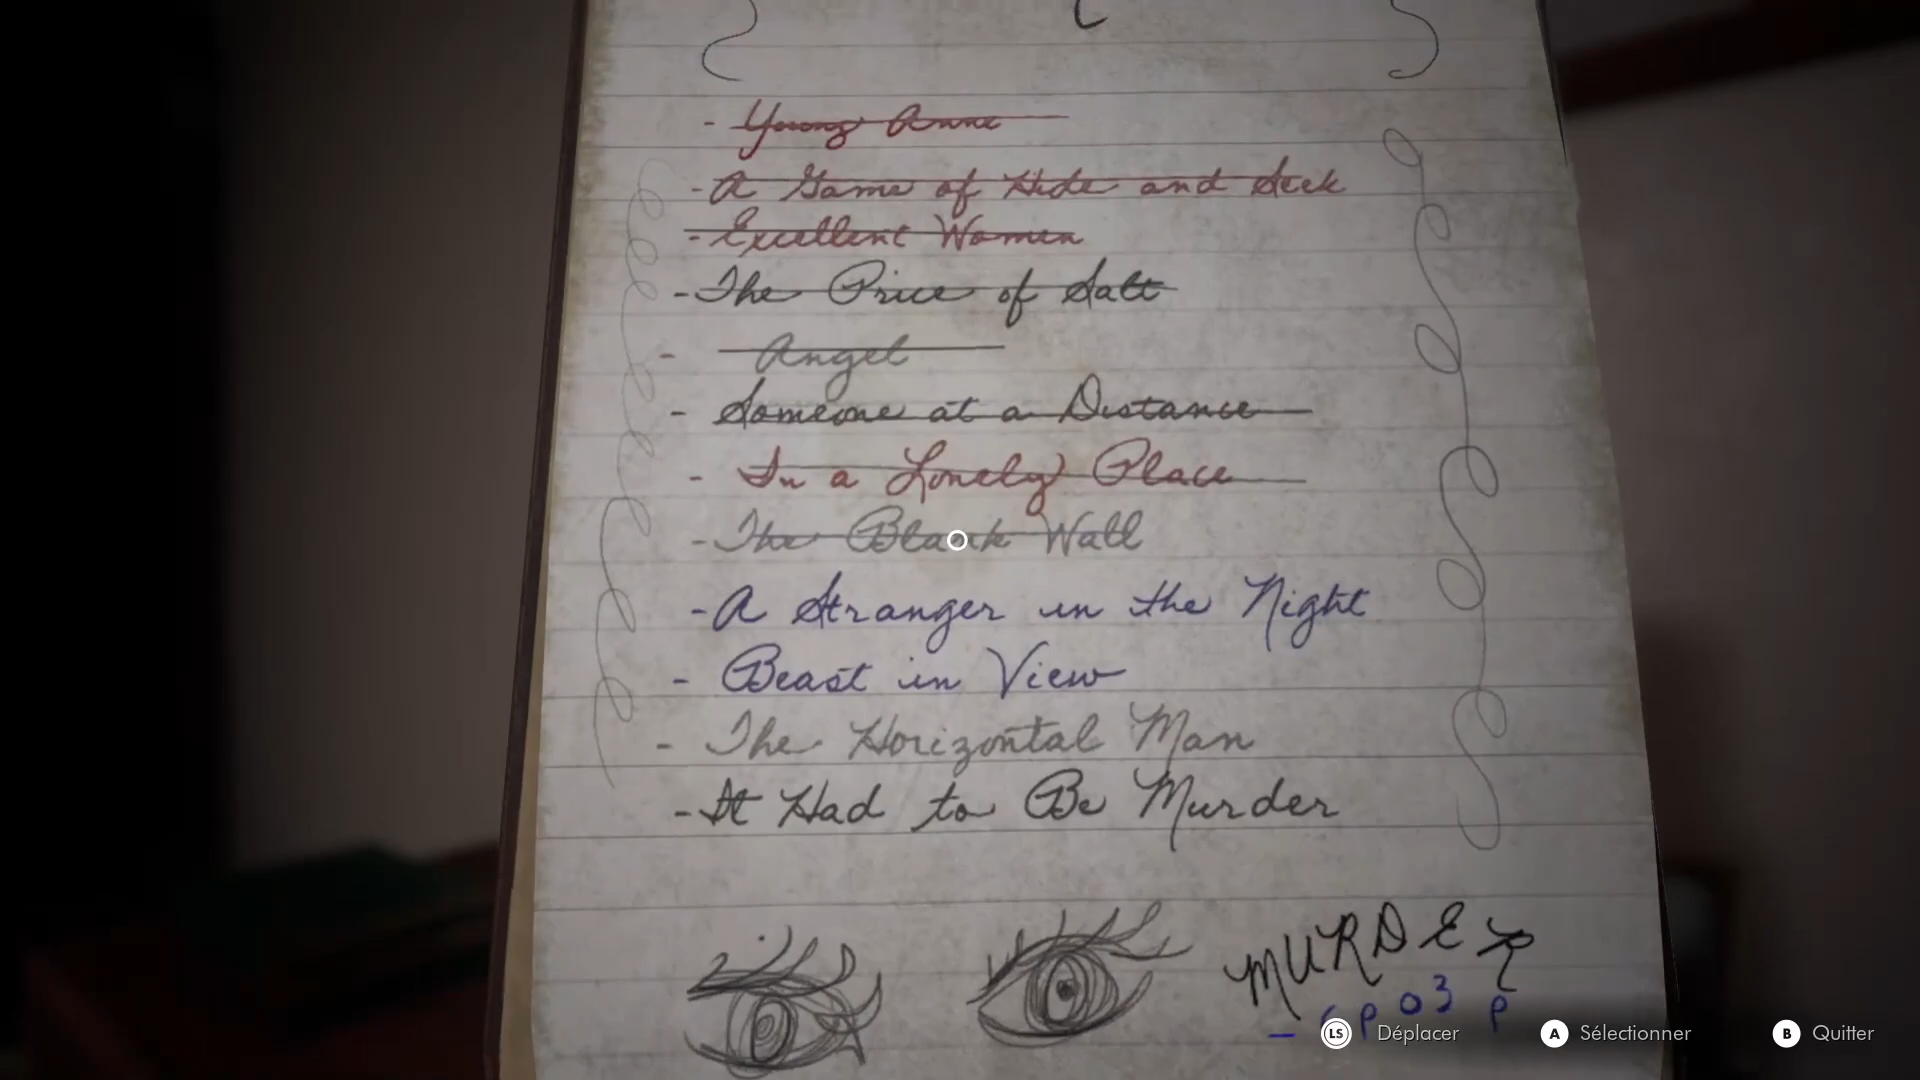 - Young Anne
- A Game of Hide and Seek
- Excellent Women
- The Price of Salt
- Angel
- Someone at a Distance
- In a Lonely Place
- The Blank Wall
- A Stranger in the Night
- Beast in View
- The Horizontal Man
- It Had to Be Murder
MURDER
LS Déplacer A Sélectionner B Quitter